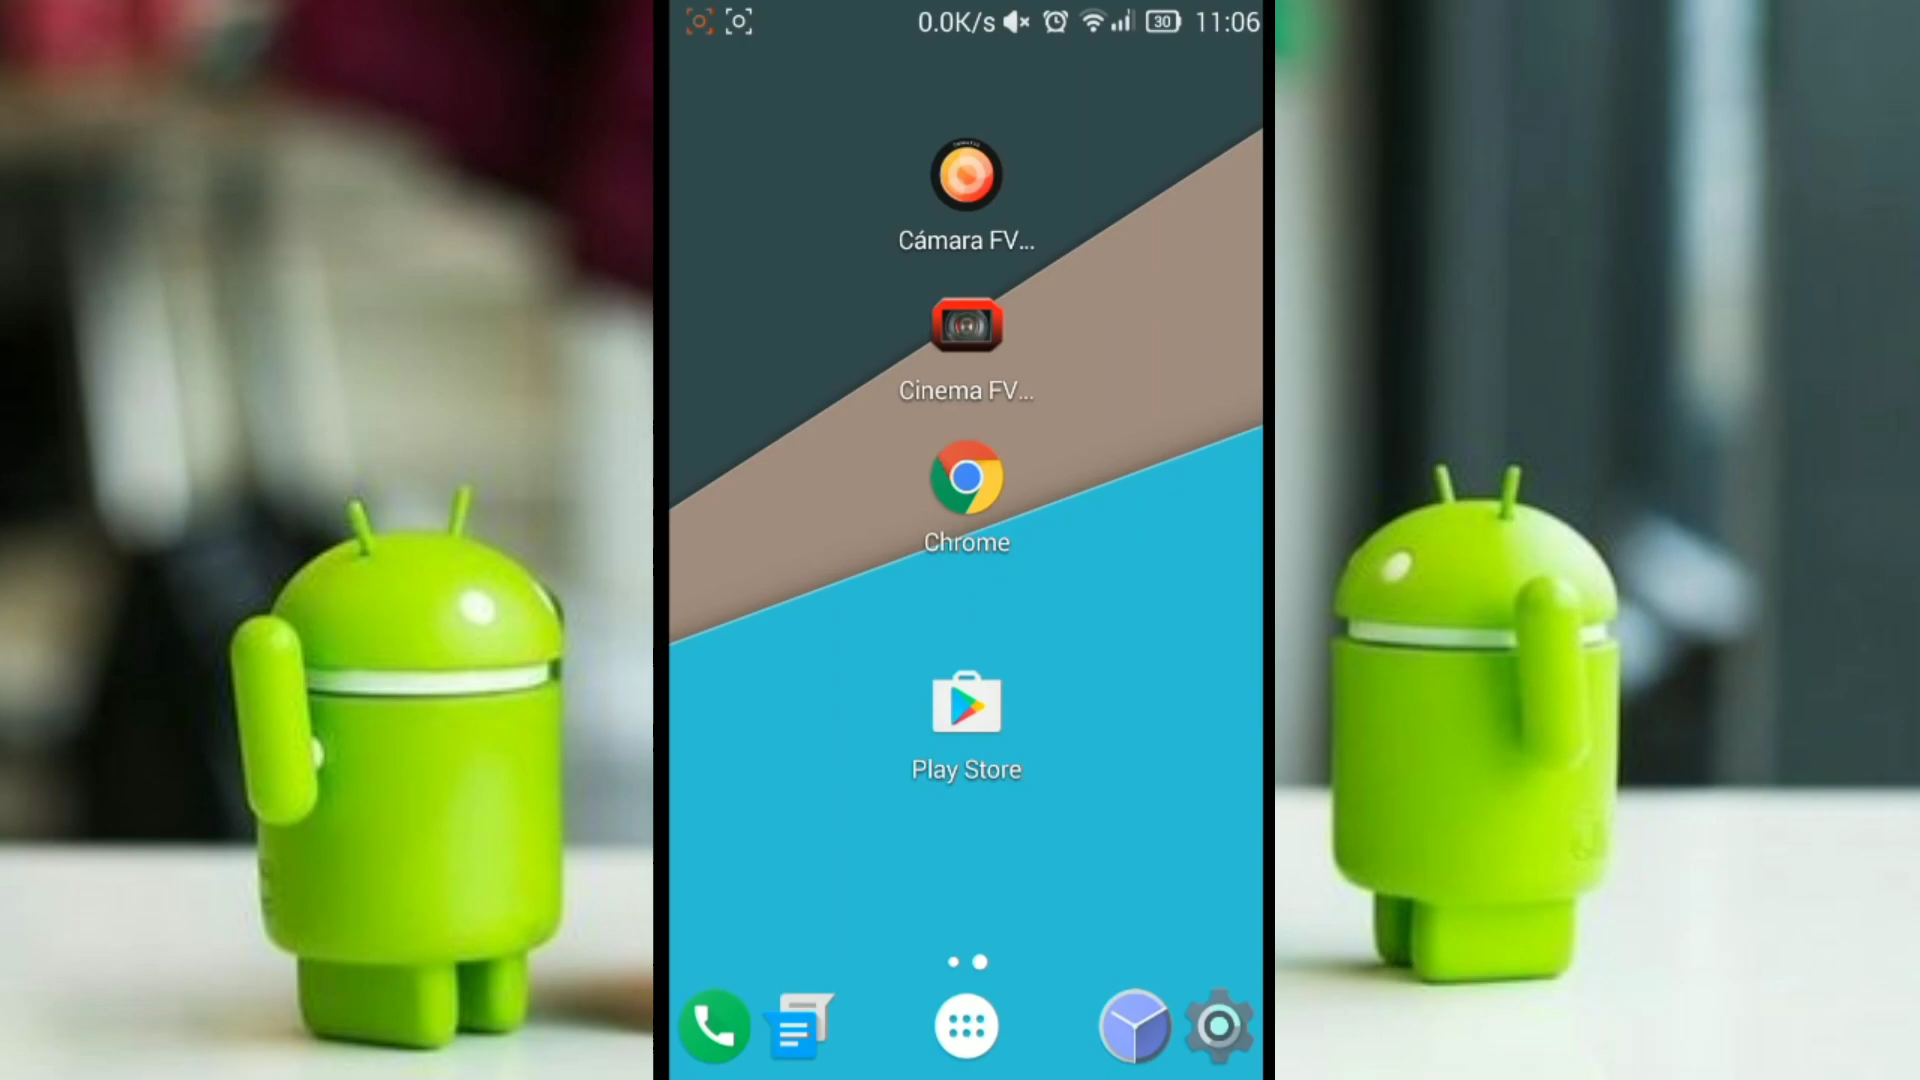 0.0K/s 30 11:06
Cámara FV...
Cinema FV...
Chrome
Play Store